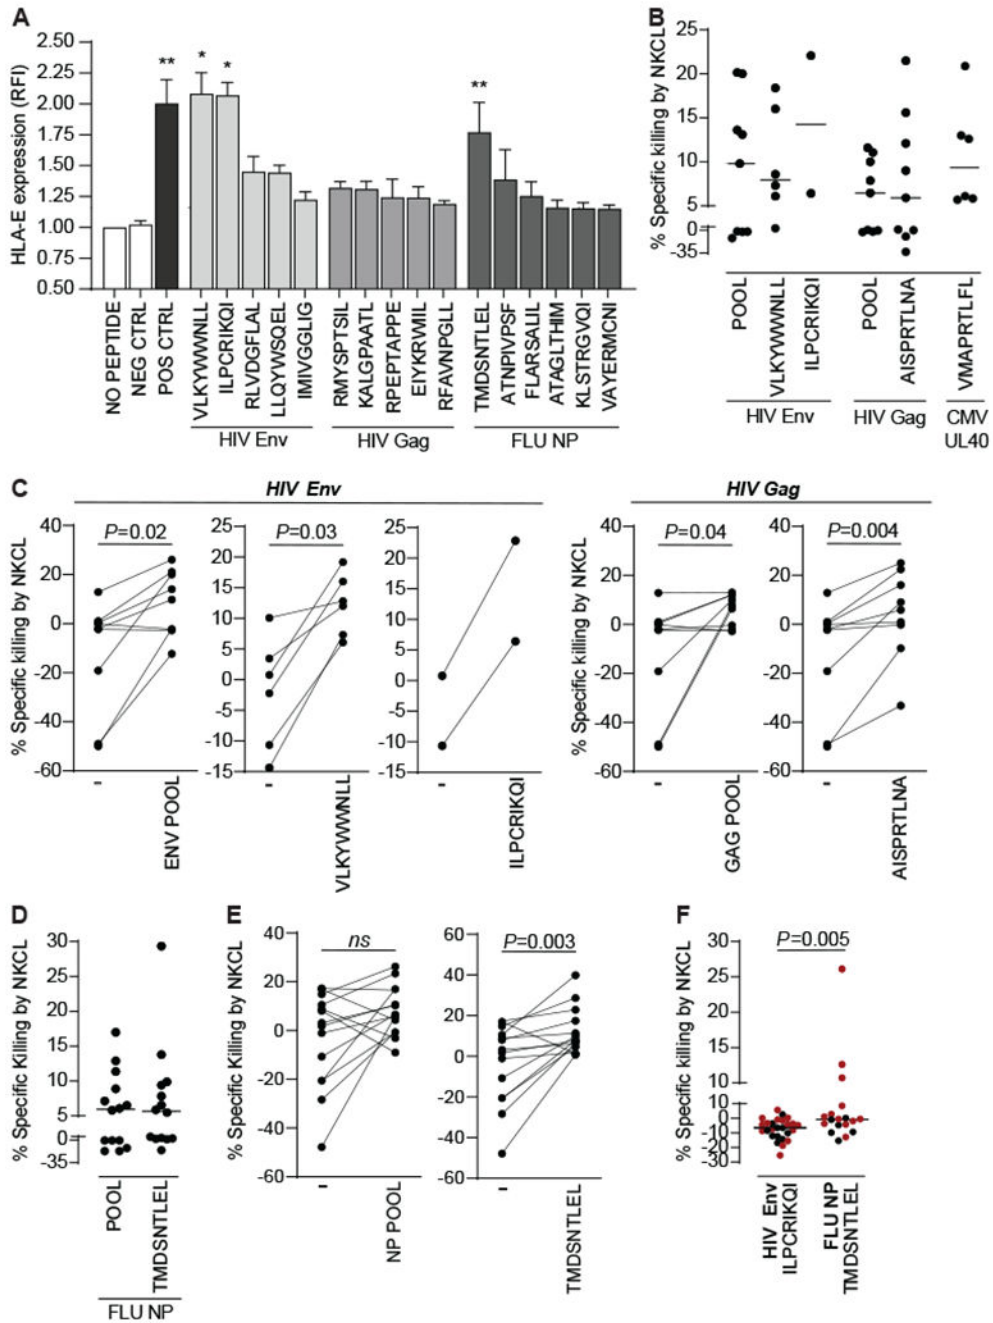 A
HLA-E expression (RFI)
2.50
2.25
2.00
1.75
1.50
1.25
1.00
0.75
0.50
**
*
*
**
NO PEPTIDE
NEG CTRL
POS CTRL
VLKYWWNLL
ILPCRIKQI
RLVDGFLAL
LLQYWSQEL
IMIVGGLIG
RMYSPTSIL
KALGPAATL
RPEPTAPPE
EIYKRWIIL
RFAVNPGLI
TMDSNTLEL
ATNPIVPSF
FLARSALIL
ATAGLTHIM
KLSTRGVQI
VAYERMCNI
HIV Env
HIV Gag
FLU NP
B
% Specific killing by NKCL
25
20
15
10
5
0
-35
POOL
VLKYWWNLL
ILPCRIKQI
POOL
AISPRTLNA
VMAPRTLFL
HIV Env
HIV Gag
CMV
UL40
C
HIV Env
HIV Gag
% Specific killing by NKCL
40
20
0
-20
-40
-60
P=0.02
-
ENV POOL
25
20
15
10
5
0
-5
-10
-15
P=0.03
-
VLKYWWNLL
25
20
15
10
5
0
-5
-10
-15
-
ILPCRIKQI
40
20
0
-20
-40
-60
P=0.04
-
GAG POOL
40
20
0
-20
-40
-60
P=0.004
-
AISPRTLNA
D
% Specific Killing by NKCL
30
25
20
15
10
5
0
-35
POOL
TMDSNTLEL
FLU NP
E
% Specific Killing by NKCL
40
20
0
-20
-40
-60
ns
-
NP POOL
60
40
20
0
-20
-40
-60
P=0.003
-
TMDSNTLEL
F
% Specific killing by NKCL
30
25
20
15
10
10
0
-10
-20
-30
P=0.005
HIV Env
ILPCRIKQI
FLU NP
TMDSNTLEL